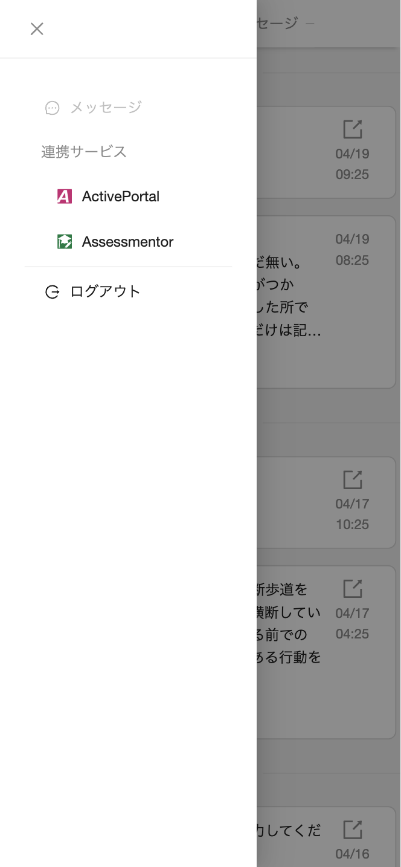 セージ –
メッセージ
連携サービス
ActivePortal
Assessmentor
ログアウト
04/19
09:25
04/19
だ無い。
08:25
がつか
した所で
だけは記…
04/17
10:25
断歩道を
横断してい
04/17
る前での
04:25
ある行動を
力してくだ
04/16